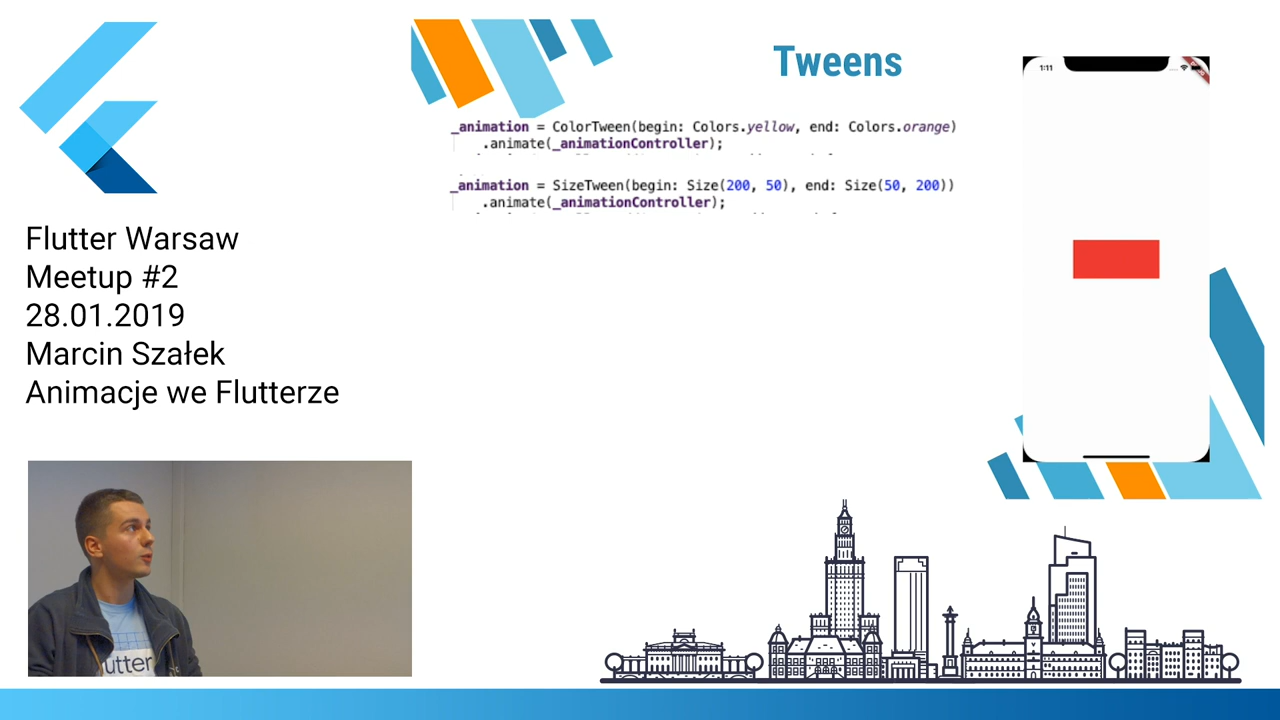 Flutter Warsaw
Meetup #2
28.01.2019
Marcin Szałek
Animacje we Flutterze
Tweens
_animation = ColorTween(begin: Colors.yellow, end: Colors.orange)
.animate(_animationController);
_animation = SizeTween(begin: Size(200, 50), end: Size(50, 200))
.animate(_animationController);
1:11
utter